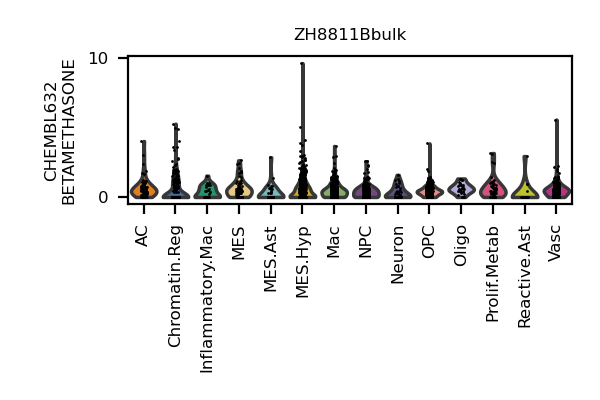 ZH8811Bbulk
CHEMBL632
BETAMETHASONE
10
0
AC
Chromatin.Reg
Inflammatory.Mac
MES
MES.Ast
MES.Hyp
Mac
NPC
Neuron
OPC
Oligo
Prolif.Metab
Reactive.Ast
Vasc